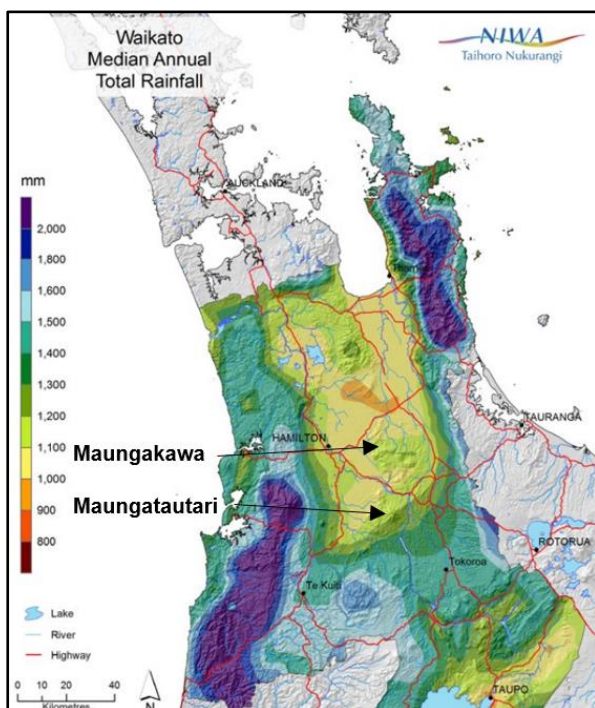 Waikato
Median Annual
Total Rainfall
NIWA
Taihoro Nukurangi
mm
2,000
1,800
1,600
1,500
1,400
1,300
1,200
1,100
1,000
900
800
AUCKLAND
TAURANGA
HAMILTON
Maungakawa
Maungatautari
ROTORUA
Tokoroa
Te Kuiti
TAUPO
Lake
River
Highway
0 10 20 40
Kilometres
N